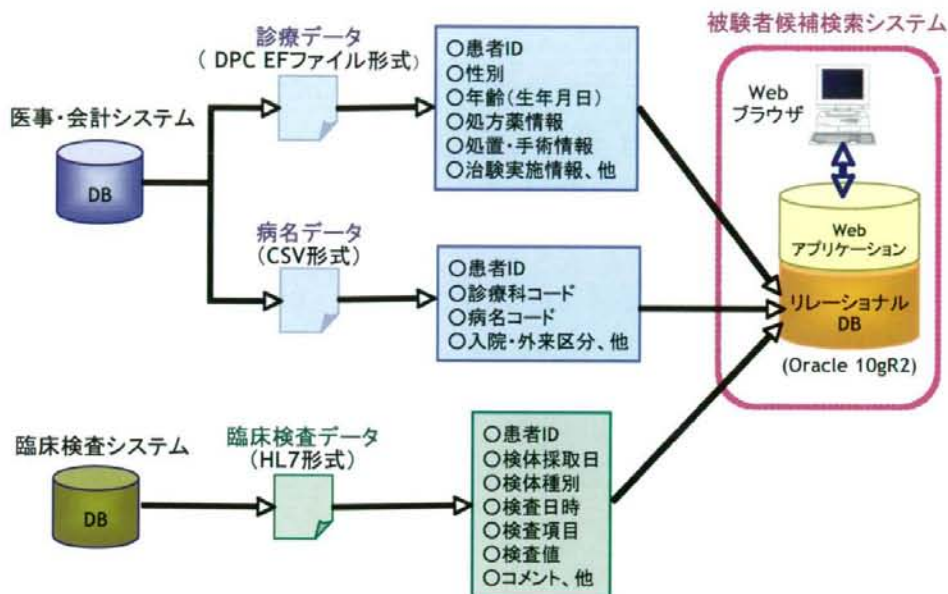 被験者候補検索システム
診療データ
( DPC EFファイル形式)
○患者ID
○性別
○年齢(生年月日)
○処方薬情報
○処置・手術情報
○治験実施情報、他
医事・会計システム
DB
病名データ
(CSV形式)
○患者ID
○診療科コード
○病名コード
○入院・外来区分、他
Web
ブラウザ
Web
アプリケーション
リレーショナル
DB
(Oracle 10gR2)
臨床検査システム
DB
臨床検査データ
(HL7形式)
○患者ID
○検体採取日
○検体種別
○検査日時
○検査項目
○検査値
○コメント、他